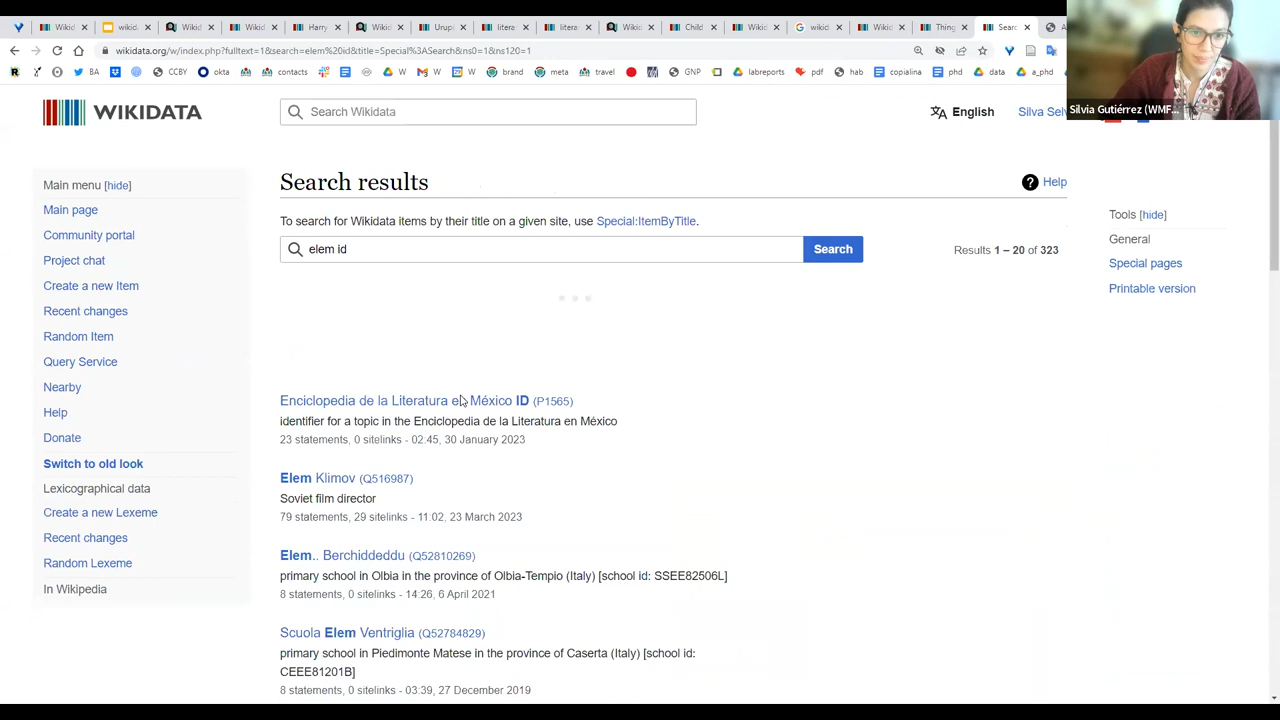 Wikid
wikid
Wikid
Wikid
Harry
Wikid
Urup
litera
litera
Wikid
Child
Wikid
wikid
Wikid
Thing
Searc
wikidata.org/w/index.php?fulltext=1&search=elem%20id&title=Special%3ASearch&ns0=1&ns120=1
BA
CCBY
okta
contacts
W
W
W
brand
meta
travel
GNP
labreports
pdf
hab
copialina
phd
data
a_phd
Silvia Gutiérrez (WMF...
WIKIDATA
Search Wikidata
English
Silva Sel
Main menu [hide]
Main page
Community portal
Project chat
Create a new Item
Recent changes
Random Item
Query Service
Nearby
Help
Donate
Switch to old look
Lexicographical data
Create a new Lexeme
Recent changes
Random Lexeme
In Wikipedia
Search results
Help
To search for Wikidata items by their title on a given site, use Special:ItemByTitle.
elem id
Search
Results 1 – 20 of 323
Enciclopedia de la Literatura en México ID (P1565)
identifier for a topic in the Enciclopedia de la Literatura en México
23 statements, 0 sitelinks - 02:45, 30 January 2023
Elem Klimov (Q516987)
Soviet film director
79 statements, 29 sitelinks - 11:02, 23 March 2023
Elem.. Berchiddeddu (Q52810269)
primary school in Olbia in the province of Olbia-Tempio (Italy) [school id: SSEE82506L]
8 statements, 0 sitelinks - 14:26, 6 April 2021
Scuola Elem Ventriglia (Q52784829)
primary school in Piedimonte Matese in the province of Caserta (Italy) [school id:
CEEE81201B]
8 statements, 0 sitelinks - 03:39, 27 December 2019
Tools [hide]
General
Special pages
Printable version